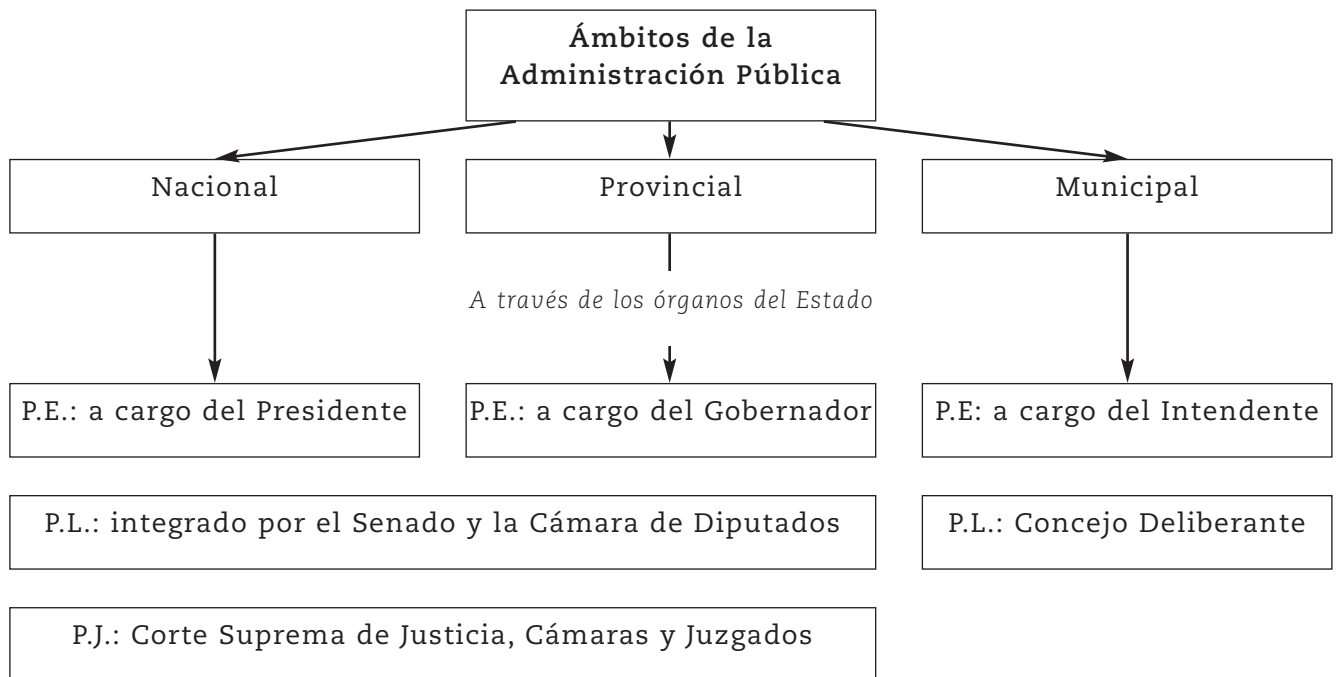 Ámbitos de la
Administración Pública
Nacional
Provincial
Municipal
A través de los órganos del Estado
P.E.: a cargo del Presidente
P.E.: a cargo del Gobernador
P.E: a cargo del Intendente
P.L.: integrado por el Senado y la Cámara de Diputados
P.L.: Concejo Deliberante
P.J.: Corte Suprema de Justicia, Cámaras y Juzgados